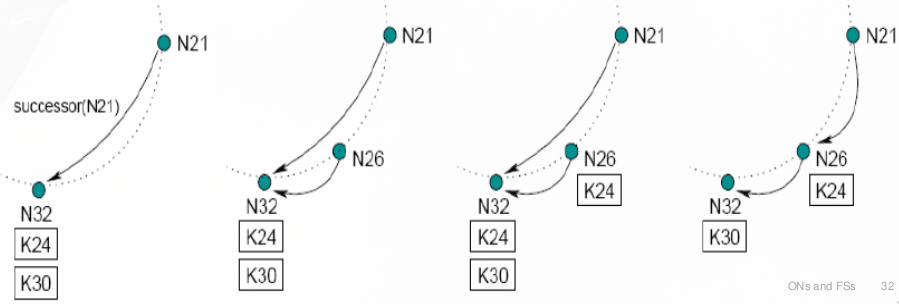 N21
successor(N21)
N32
K24
K30
N21
N26
N32
K24
K30
N21
N26
K24
N32
K24
K30
N21
N26
K24
N32
K30
ONs and FSs 32